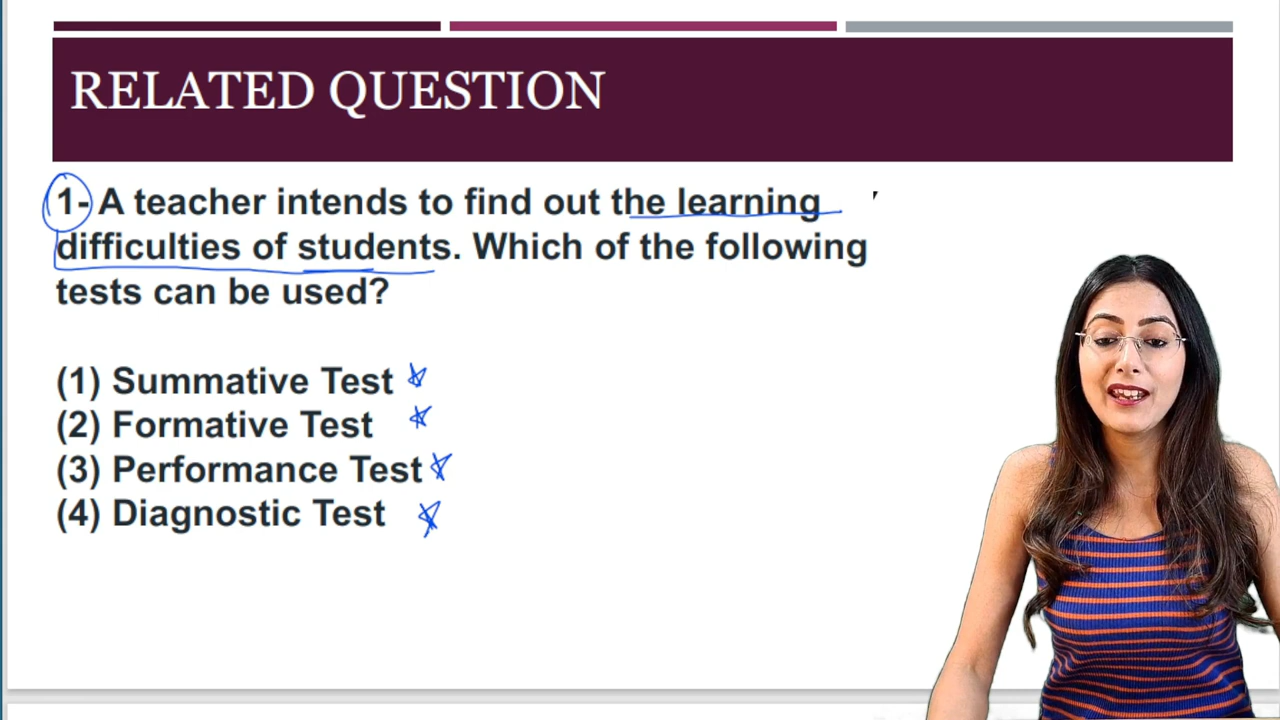 RELATED QUESTION
1- A teacher intends to find out the learning
difficulties of students. Which of the following
tests can be used?
(1) Summative Test
(2) Formative Test
(3) Performance Test
(4) Diagnostic Test